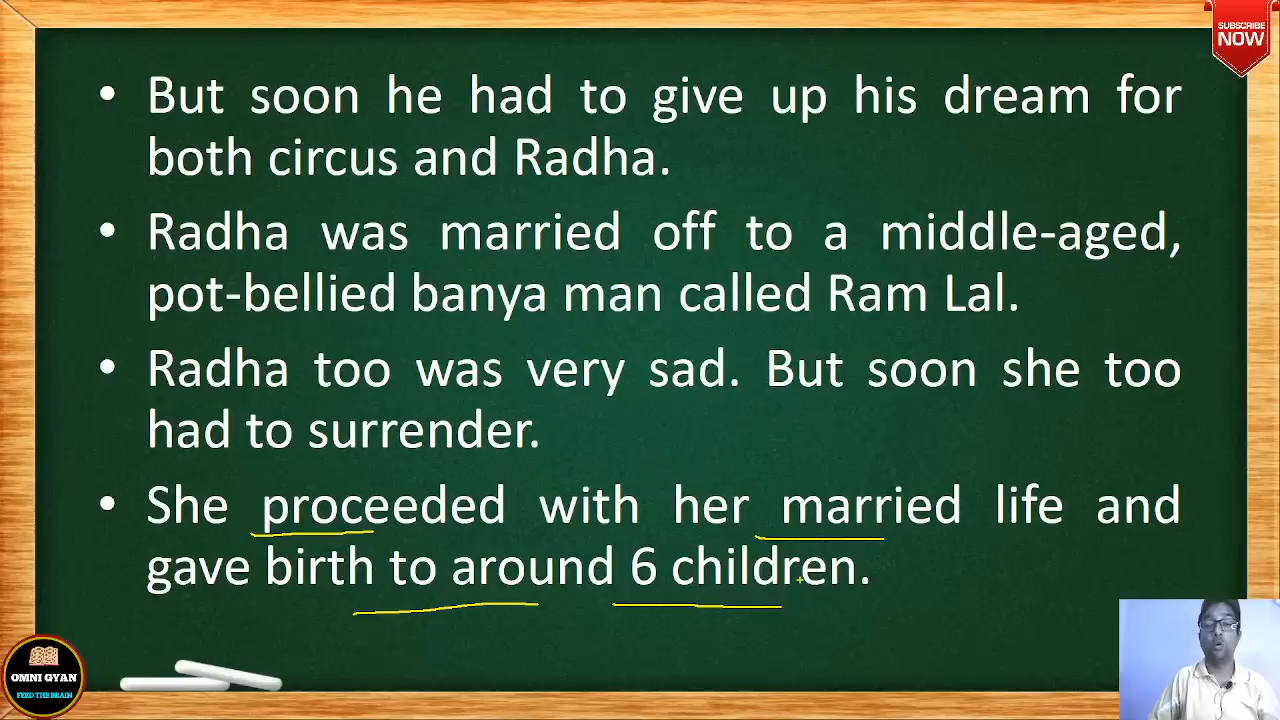 SUBSCRIBE
NOW
• But soon he had to give up his dream for
both circus and Radha.
• Radha was married off to a middle-aged,
pot-bellied banya man called Ram Lal.
• Radha too was very sad. But soon she too
had to surrender.
• She proceeded with her married life and
gave birth to around 6 children.
OMNI GYAN
FEED THE BRAIN